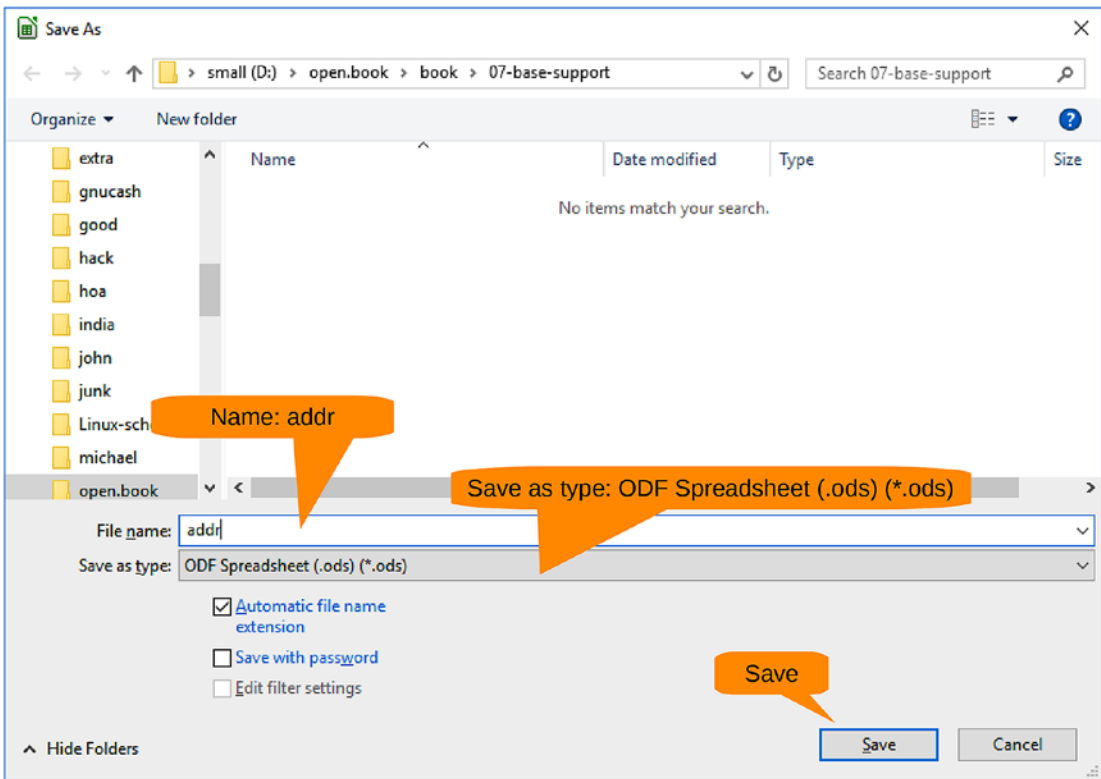 Save As
small (D:) > open.book > book > 07-base-support
Search 07-base-support
Organize
New folder
?
Name
Date modified
Type
Size
No items match your search.
extra
gnucash
good
hack
hoa
india
john
junk
Linux-sch
michael
open.book
Name: addr
Save as type: ODF Spreadsheet (.ods) (*.ods)
File name: addr
Save as type: ODF Spreadsheet (.ods) (*.ods)
Automatic file name
extension
Save with password
Edit filter settings
Save
Hide Folders
Save
Cancel